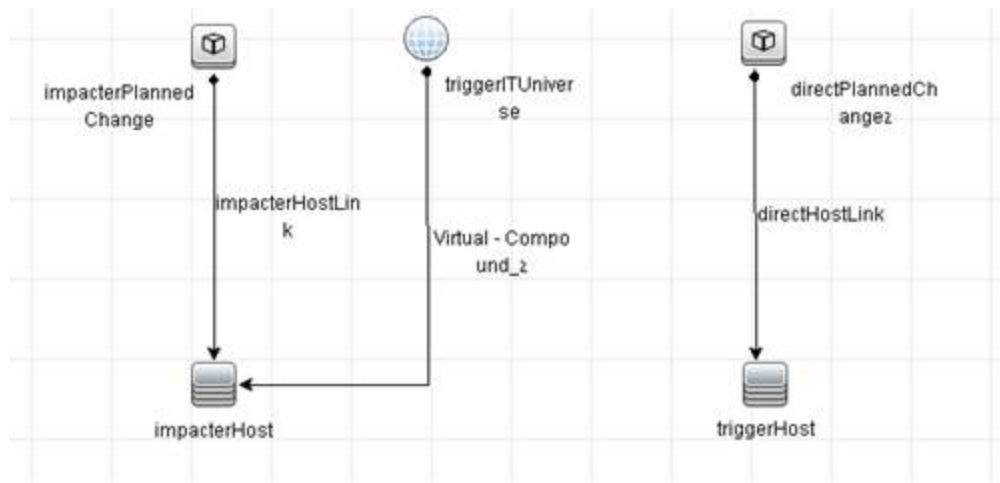 impacterPlanned
Change
triggerITUniver
se
directPlannedCh
ange2
impacterHostLin
k
Virtual - Compo
und_2
directHostLink
impacterHost
triggerHost